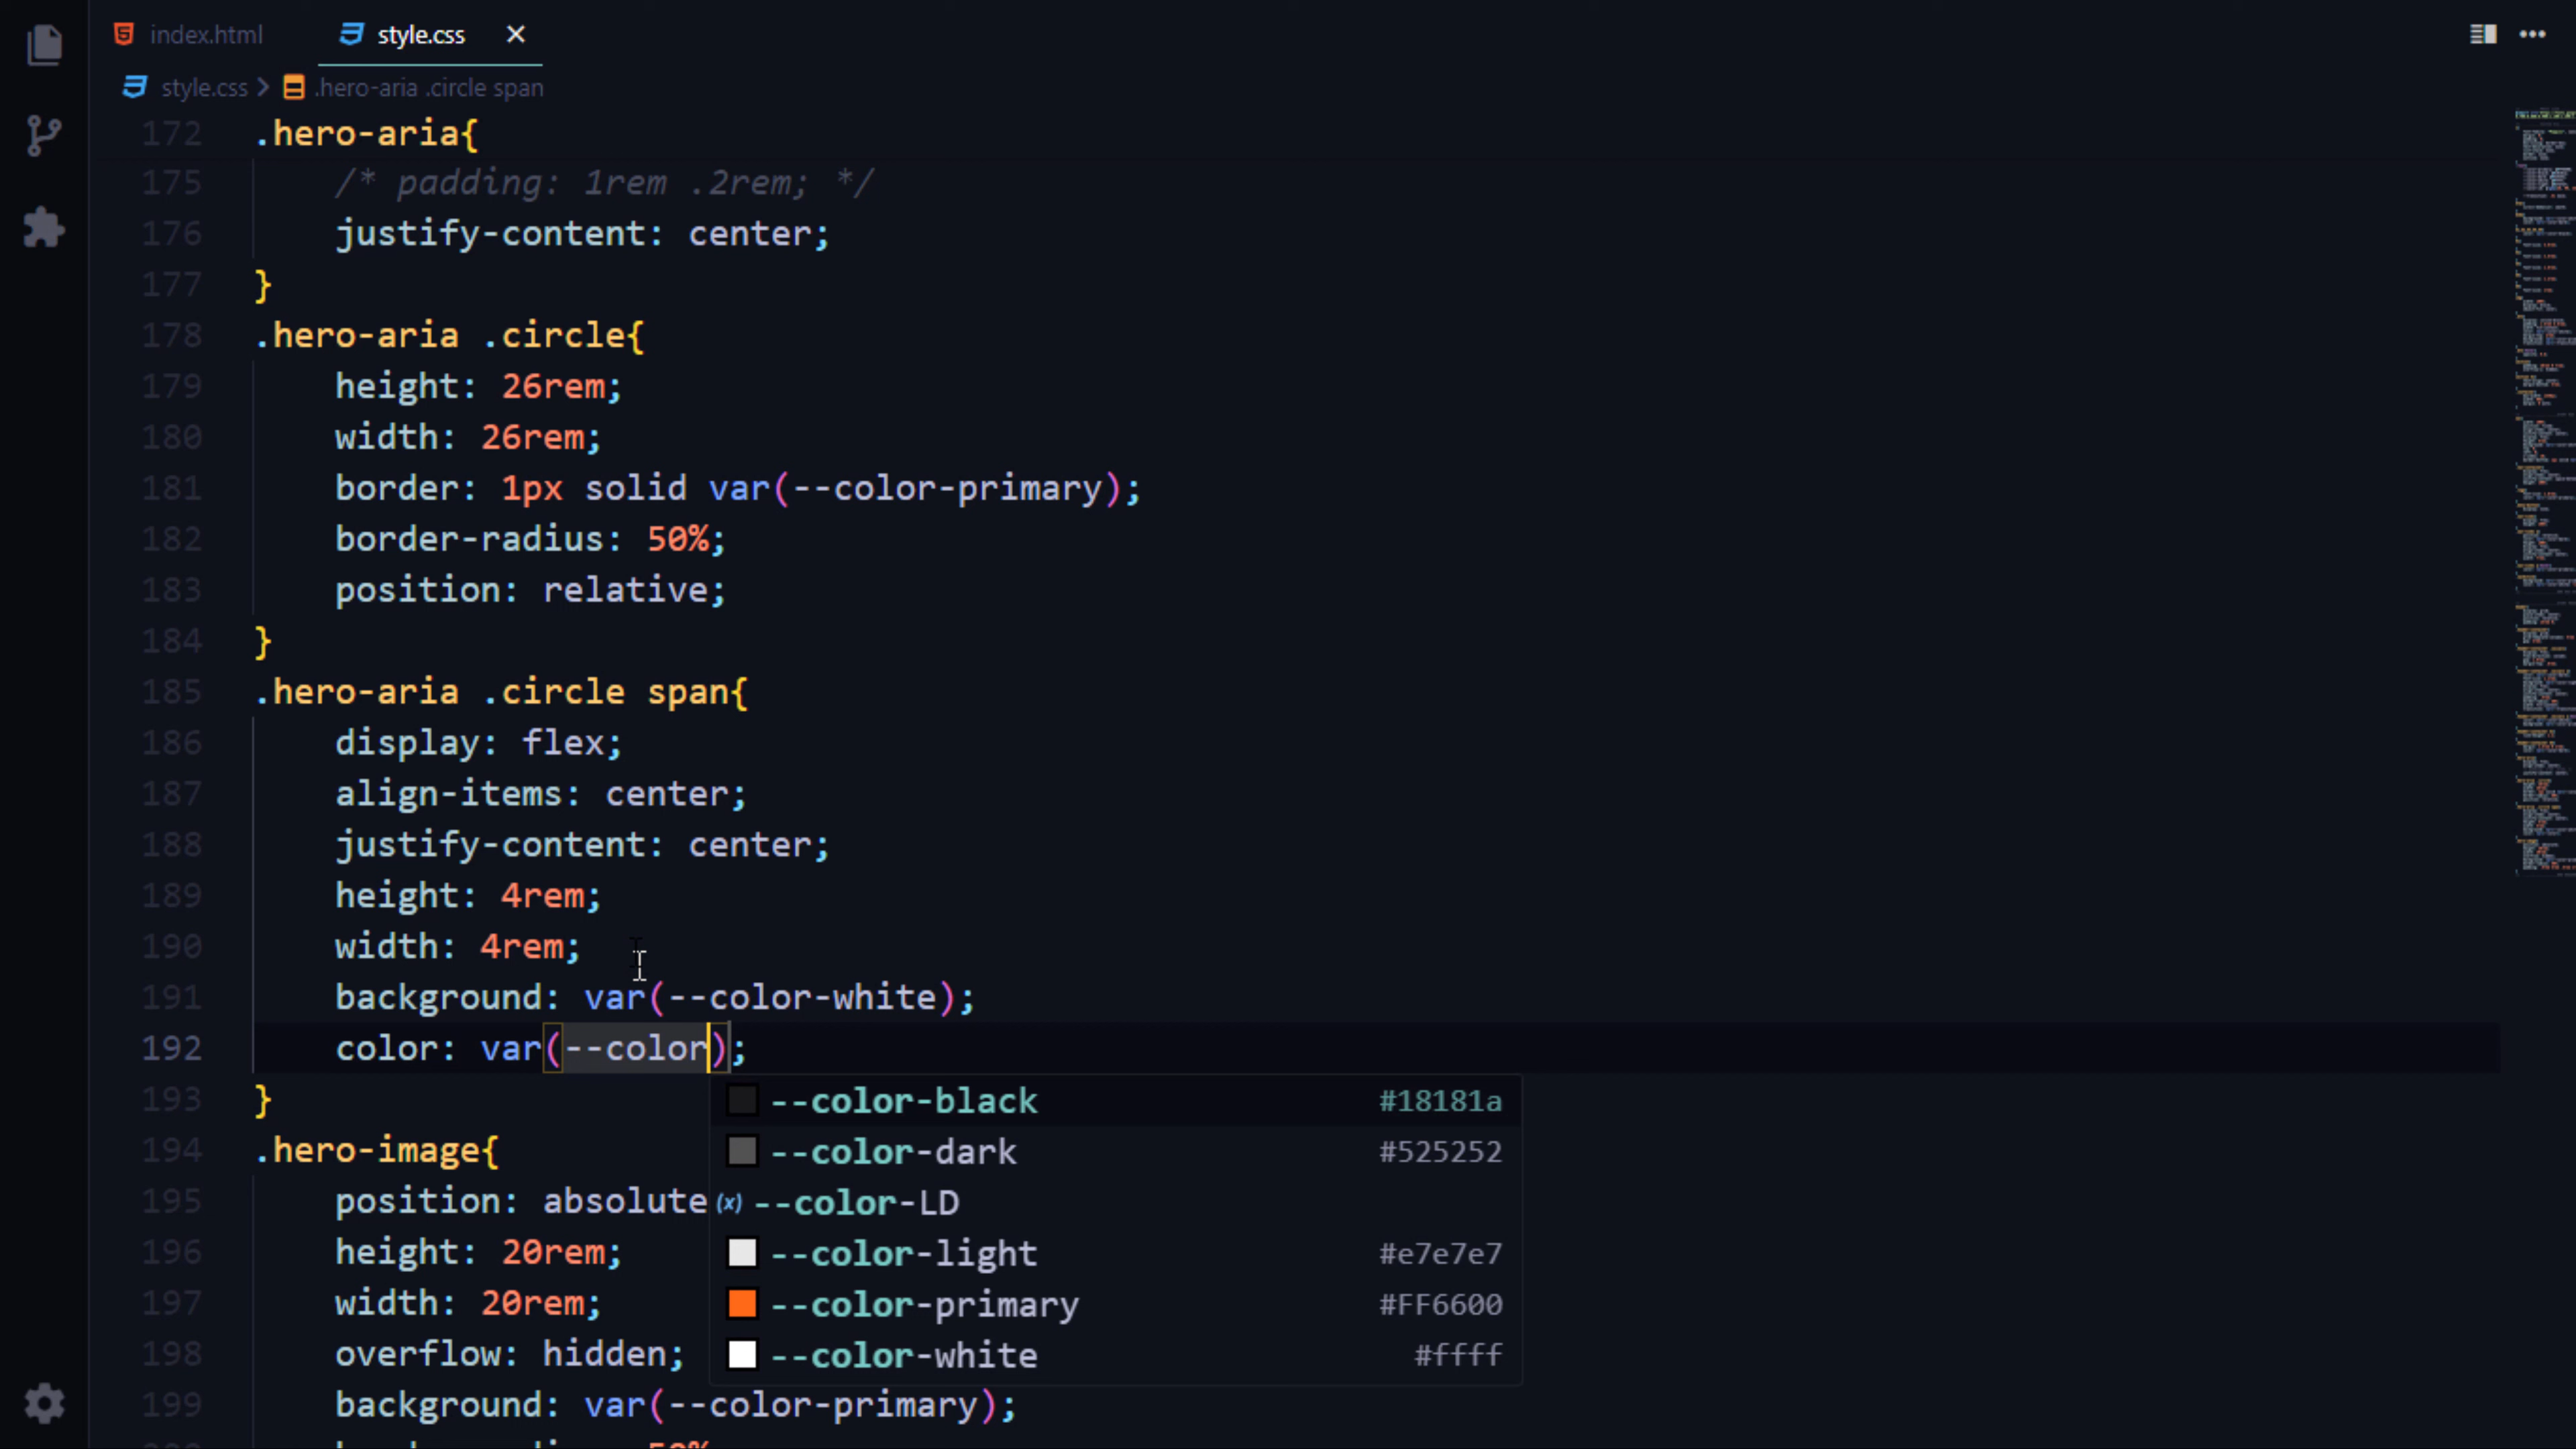 index.html style.css
style.css > .hero-aria .circle span
172 .hero-aria{
175 /* padding: 1rem .2rem; */
176 justify-content: center;
177 }
178 .hero-aria .circle{
179 height: 26rem;
180 width: 26rem;
181 border: 1px solid var(--color-primary);
182 border-radius: 50%;
183 position: relative;
184 }
185 .hero-aria .circle span{
186 display: flex;
187 align-items: center;
188 justify-content: center;
189 height: 4rem;
190 width: 4rem;
191 background: var(--color-white);
192 color: var(--color);
193 }
--color-black #18181a
194 .hero-image{
--color-dark #525252
195 position: absolute
--color-LD
196 height: 20rem;
--color-light #e7e7e7
197 width: 20rem;
--color-primary #FF6600
198 overflow: hidden;
--color-white #ffff
199 background: var(--color-primary);